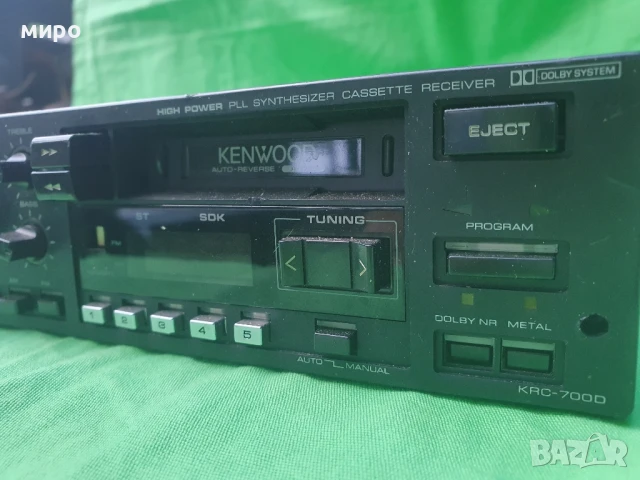 миро
HIGH POWER PLL SYNTHESIZER CASSETTE RECEIVER DOLBY SYSTEM
TREBLE
BASS
>>
<<
KENWOOD
AUTO-REVERSE
EJECT
ST SDK
FM
TUNING
< >
PROGRAM
1 2 3 4 5
AUTO MANUAL
DOLBY NR METAL
KRC-700D
BAZAR